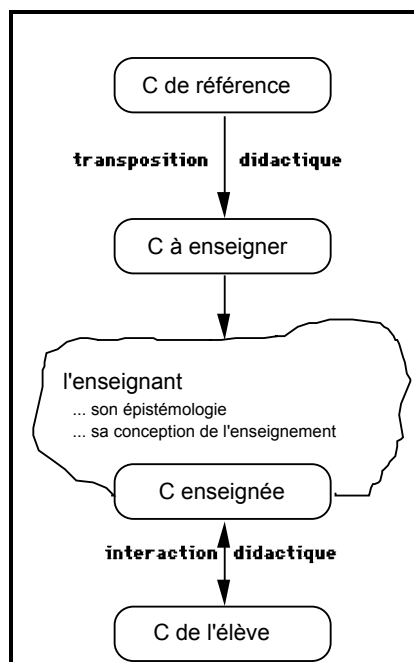 C de référence
transposition didactique
C à enseigner
l'enseignant
... son épistémologie
... sa conception de l'enseignement
C enseignée
interaction didactique
C de l'élève